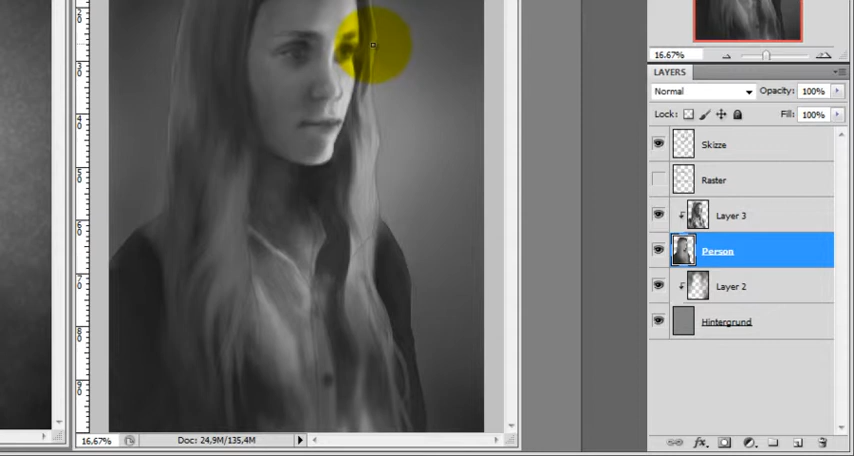 16.67%
LAYERS
Normal Opacity: 100%
Lock: Fill: 100%
Skizze
Raster
Layer 3
Person
Layer 2
Hintergrund
16.67% Doc: 24,9M/135,4M